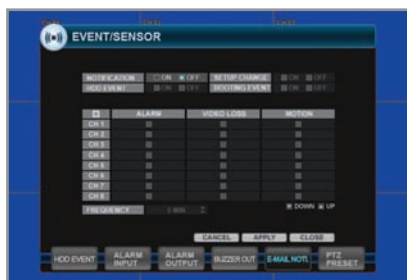 EVENT/SENSOR
NOTIFICATION ON OFF SETUP CHANGE ON OFF
HDD EVENT ON OFF BOOTING EVENT ON OFF
ALARM VIDEO LOSS MOTION
CH 1
CH 2
CH 3
CH 4
CH 5
CH 6
CH 7
CH 8
FREQUENCY 5 MIN DOWN UP
CANCEL APPLY CLOSE
HDD EVENT ALARM INPUT ALARM OUTPUT BUZZER OUT E-MAIL NOTI. PTZ PRESET